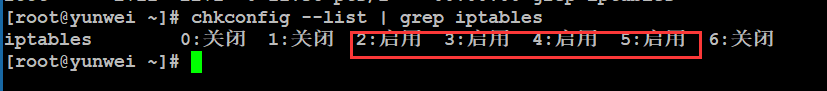 [root@yunwei ~]# chkconfig --list | grep iptables
iptables 0:关闭 1:关闭 2:启用 3:启用 4:启用 5:启用 6:关闭
[root@yunwei ~]#